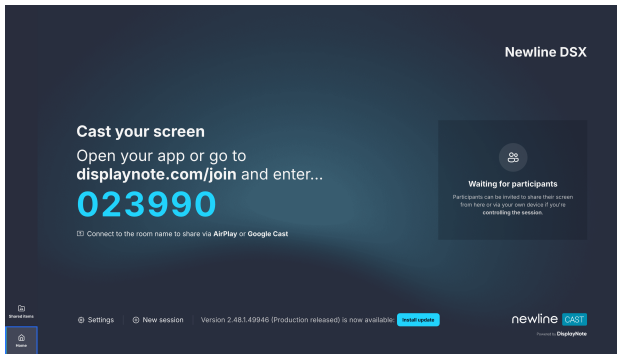 Newline DSX
Cast your screen
Open your app or go to
displaynote.com/join and enter...
023990
Connect to the room name to share via AirPlay or Google Cast
Waiting for participants
Participants can be invited to share their screen
from here or via your own device if you're
controlling the session.
Shared items
Home
Settings
New session
Version 2.48.1.49946 (Production released) is now available:
Install update
newline CAST
Powered by DisplayNote